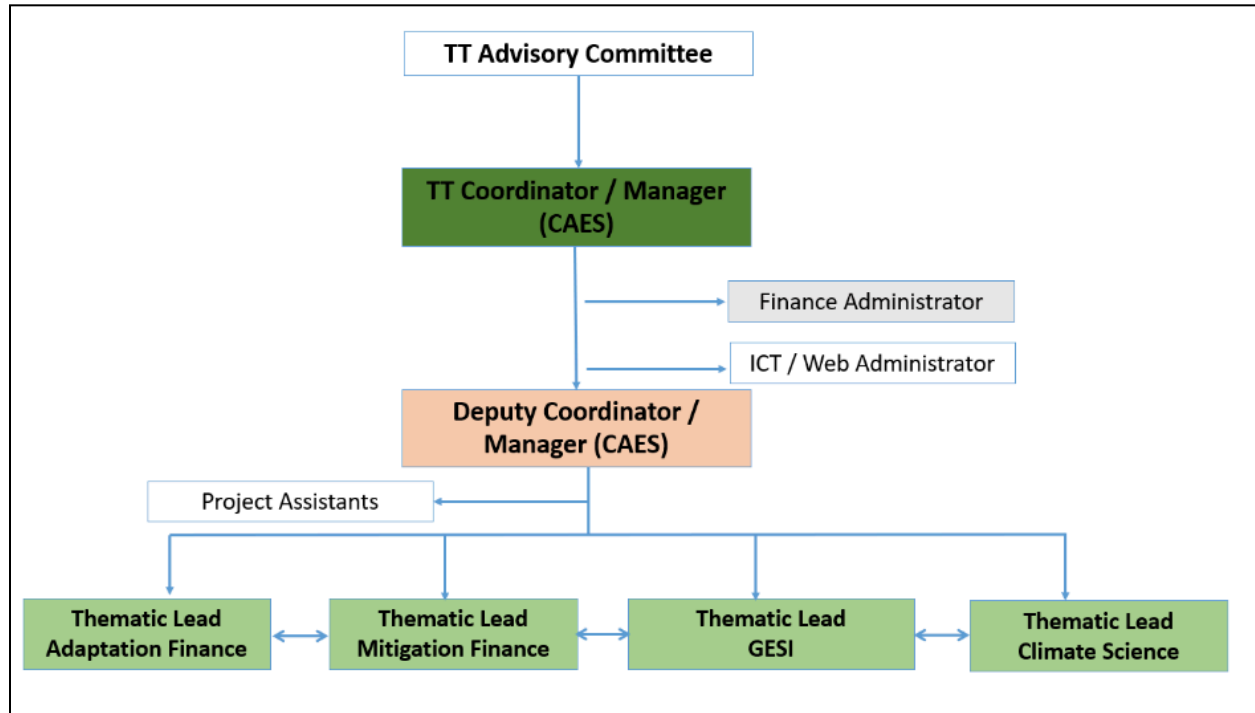 TT Advisory Committee
TT Coordinator / Manager
(CAES)
Finance Administrator
ICT / Web Administrator
Deputy Coordinator /
Manager (CAES)
Project Assistants
Thematic Lead
Adaptation Finance
Thematic Lead
Mitigation Finance
Thematic Lead
GESI
Thematic Lead
Climate Science